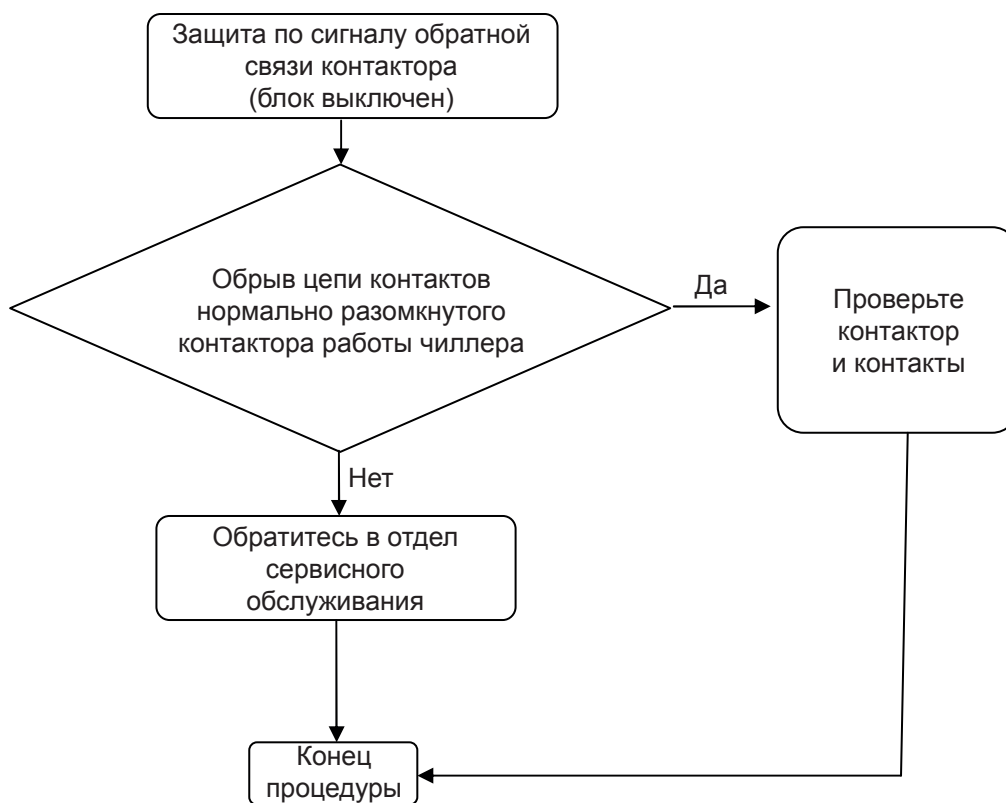 Защита по сигналу обратной
связи контактора
(блок выключен)
Обрыв цепи контактов
нормально разомкнутого
контактора работы чиллера
Да
Проверьте
контактор
и контакты
Нет
Обратитесь в отдел
сервисного
обслуживания
Конец
процедуры